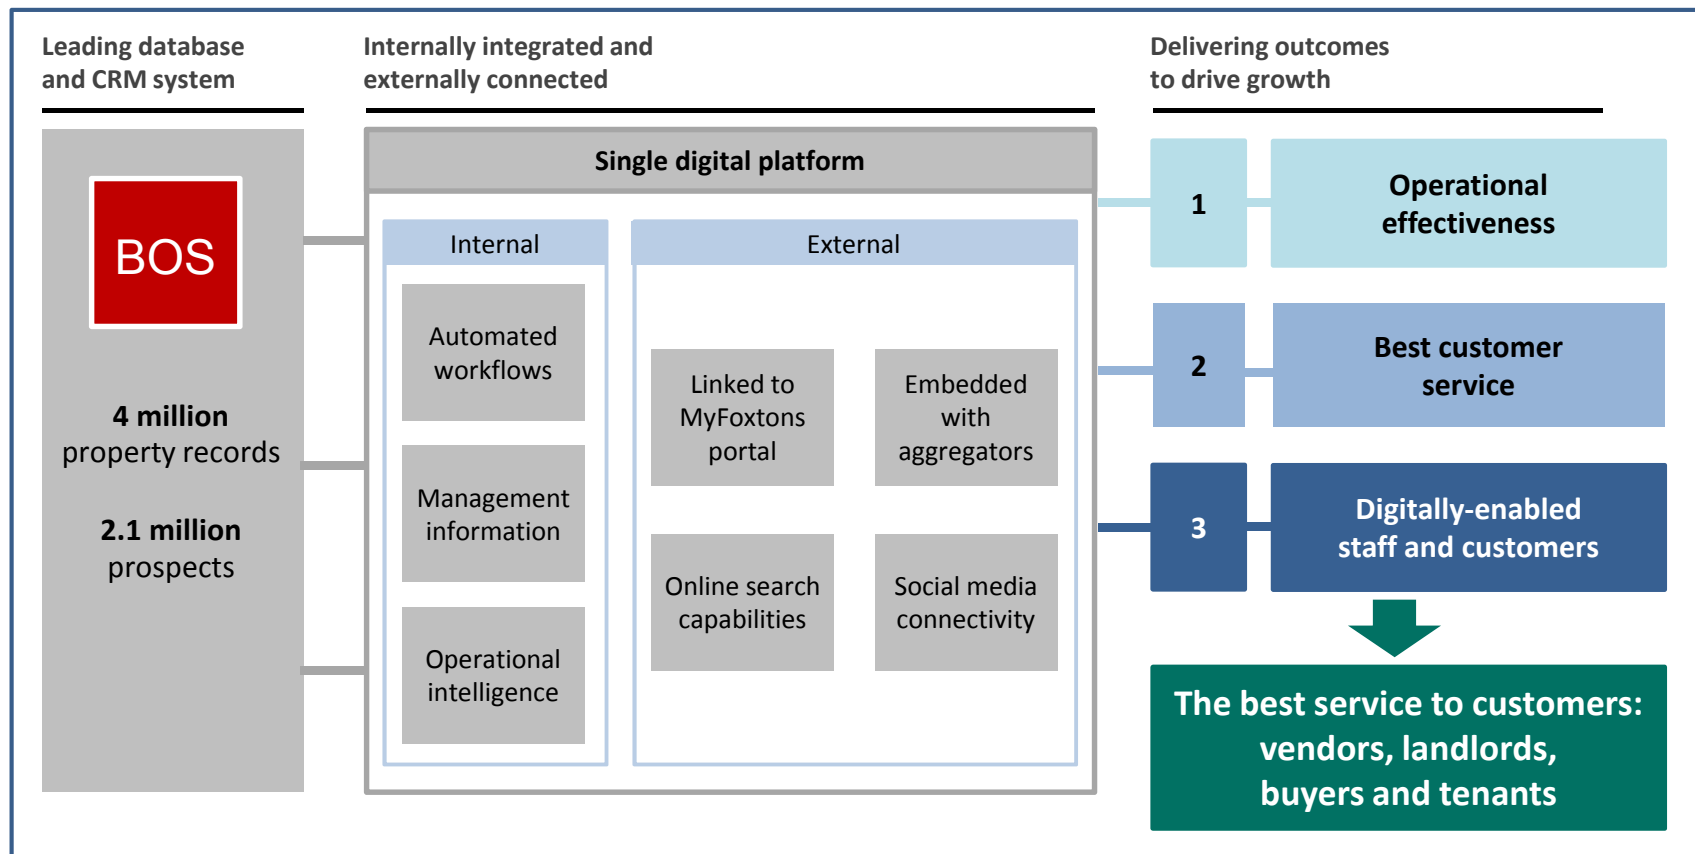 Leading database
and CRM system
Internally integrated and
externally connected
Delivering outcomes
to drive growth
BOS
4 million
property records
2.1 million
prospects
Single digital platform
Internal
Automated
workflows
Management
information
Operational
intelligence
External
Linked to
MyFoxtons
portal
Embedded
with
aggregators
Online search
capabilities
Social media
connectivity
1
Operational
effectiveness
2
Best customer
service
3
Digitally-enabled
staff and customers
The best service to customers:
vendors, landlords,
buyers and tenants